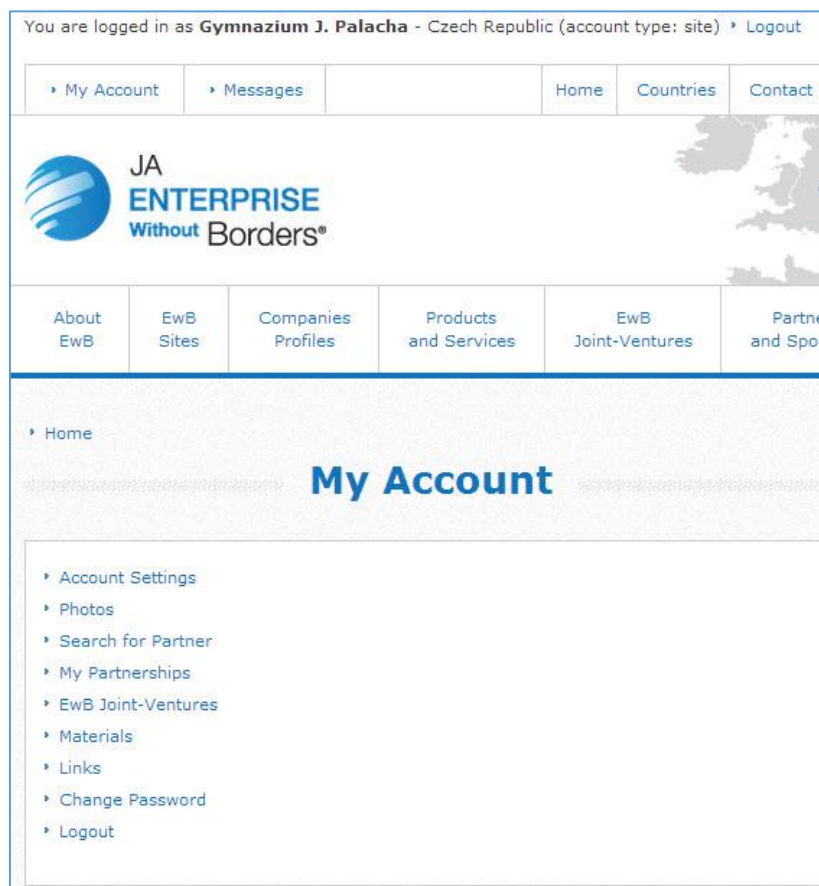 You are logged in as Gymnazium J. Palacha - Czech Republic (account type: site) Logout
My Account Messages Home Countries Contact
JA
ENTERPRISE
Without Borders®
About EwB
EwB Sites
Companies Profiles
Products and Services
EwB Joint-Ventures
and
Home
My Account
Account Settings
Photos
Search for Partner
My Partnerships
EwB Joint-Ventures
Materials
Links
Change Password
Logout